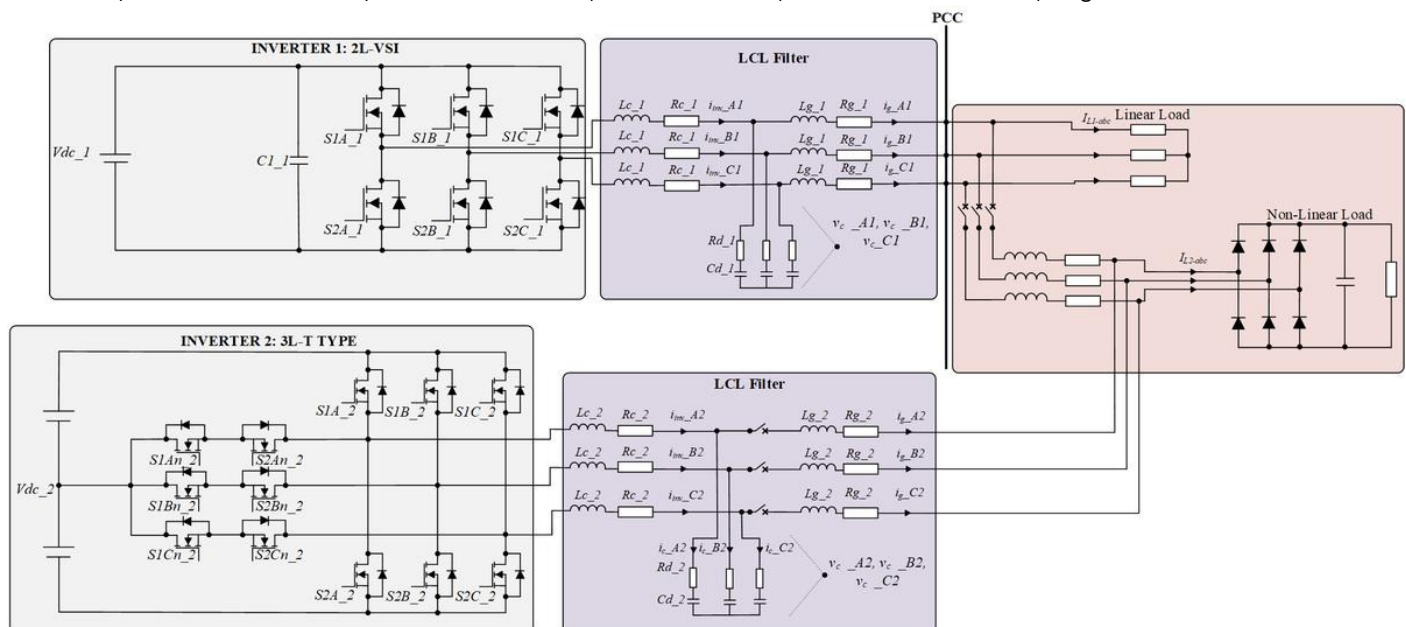 PCC
INVERTER 1: 2L-VSI
LCL Filter
Lc_1 Rc_1 i_inv_A1 Lg_1 Rg_1 i_g_A1
Lc_1 Rc_1 i_inv_B1 Lg_1 Rg_1 i_g_B1
Lc_1 Rc_1 i_inv_C1 Lg_1 Rg_1 i_g_C1
S1A_1 S1B_1 S1C_1
Vdc_1
C1_1
S2A_1 S2B_1 S2C_1
Rd_1
Cd_1
v_c_A1, v_c_B1,
v_c_C1
I_L1-abc
Linear Load
Non-Linear Load
I_L2-abc
INVERTER 2: 3L-T TYPE
S1A_2 S1B_2 S1C_2
S1An_2 S2An_2
Vdc_2
S1Bn_2 S2Bn_2
S1Cn_2 S2Cn_2
S2A_2 S2B_2 S2C_2
LCL Filter
Lc_2 Rc_2 i_inv_A2 Lg_2 Rg_2 i_g_A2
Lc_2 Rc_2 i_inv_B2 Lg_2 Rg_2 i_g_B2
Lc_2 Rc_2 i_inv_C2 Lg_2 Rg_2 i_g_C2
i_c_A2 i_c_B2 i_c_C2
Rd_2
Cd_2
v_c_A2, v_c_B2,
v_c_C2